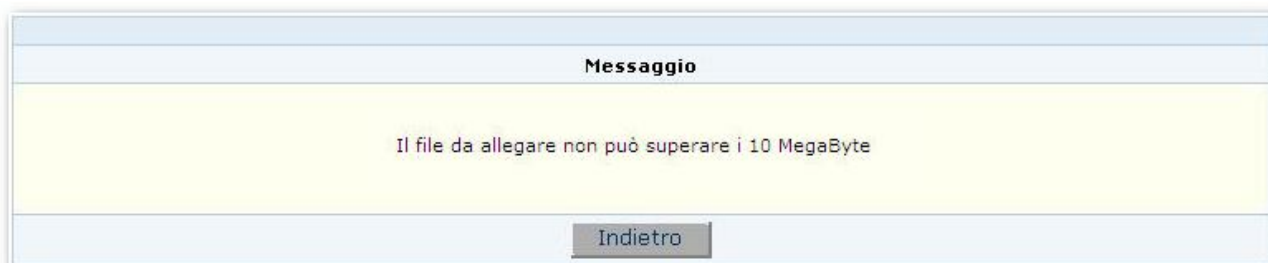 Messaggio
Il file da allegare non può superare i 10 MegaByte
Indietro